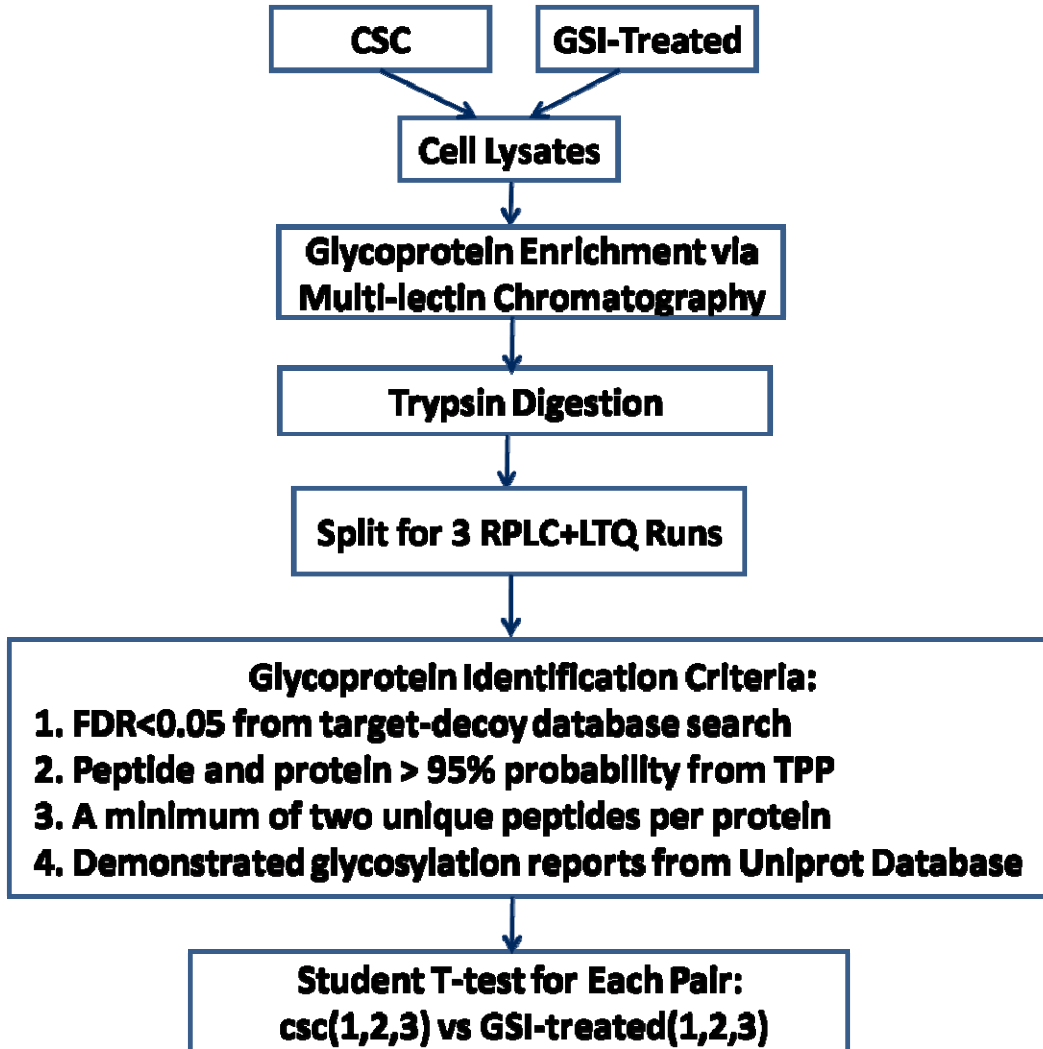 CSC
GSI-Treated
Cell Lysates
Glycoprotein Enrichment via
Multi-lectin Chromatography
Trypsin Digestion
Split for 3 RPLC+LTQ Runs
Glycoprotein Identification Criteria:
1. FDR<0.05 from target-decoy database search
2. Peptide and protein > 95% probability from TPP
3. A minimum of two unique peptides per protein
4. Demonstrated glycosylation reports from Uniprot Database
Student T-test for Each Pair:
csc(1,2,3) vs GSI-treated(1,2,3)